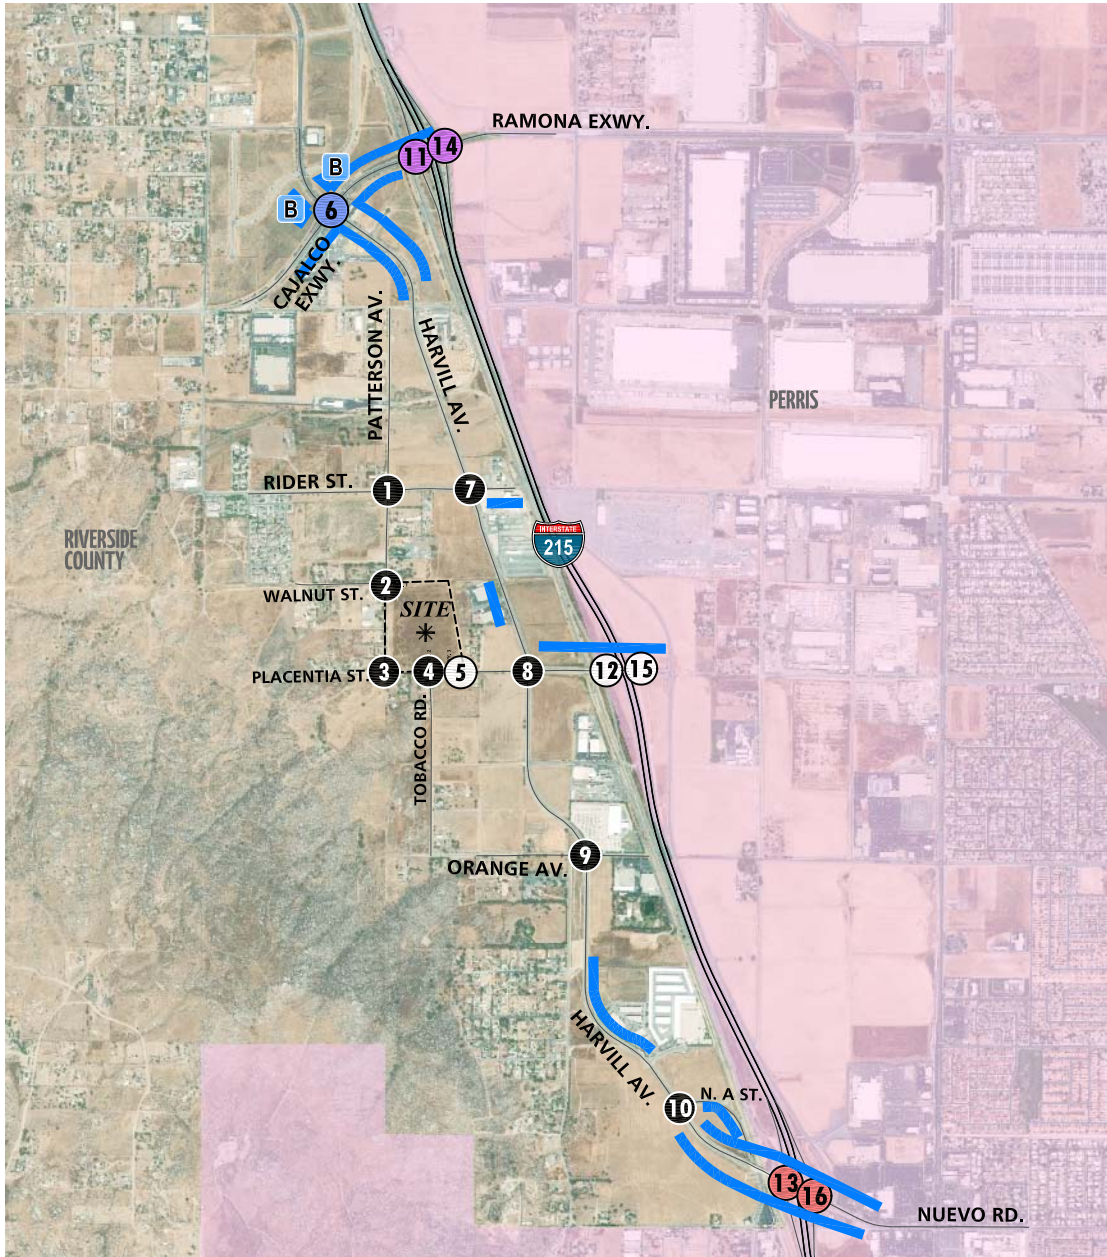 RAMONA EXWY.
14
11
B
B
6
CAJALCO
EXWY.
PATTERSON AV.
HARVILL AV.
PERRIS
RIDER ST.
1
7
RIVERSIDE
COUNTY
INTERSTATE
215
WALNUT ST.
2
SITE
PLACENTIA ST.
3
4
5
8
12
15
TOBACCO RD.
ORANGE AV.
9
HARVILL AV.
10
N. A ST.
13
16
NUEVO RD.